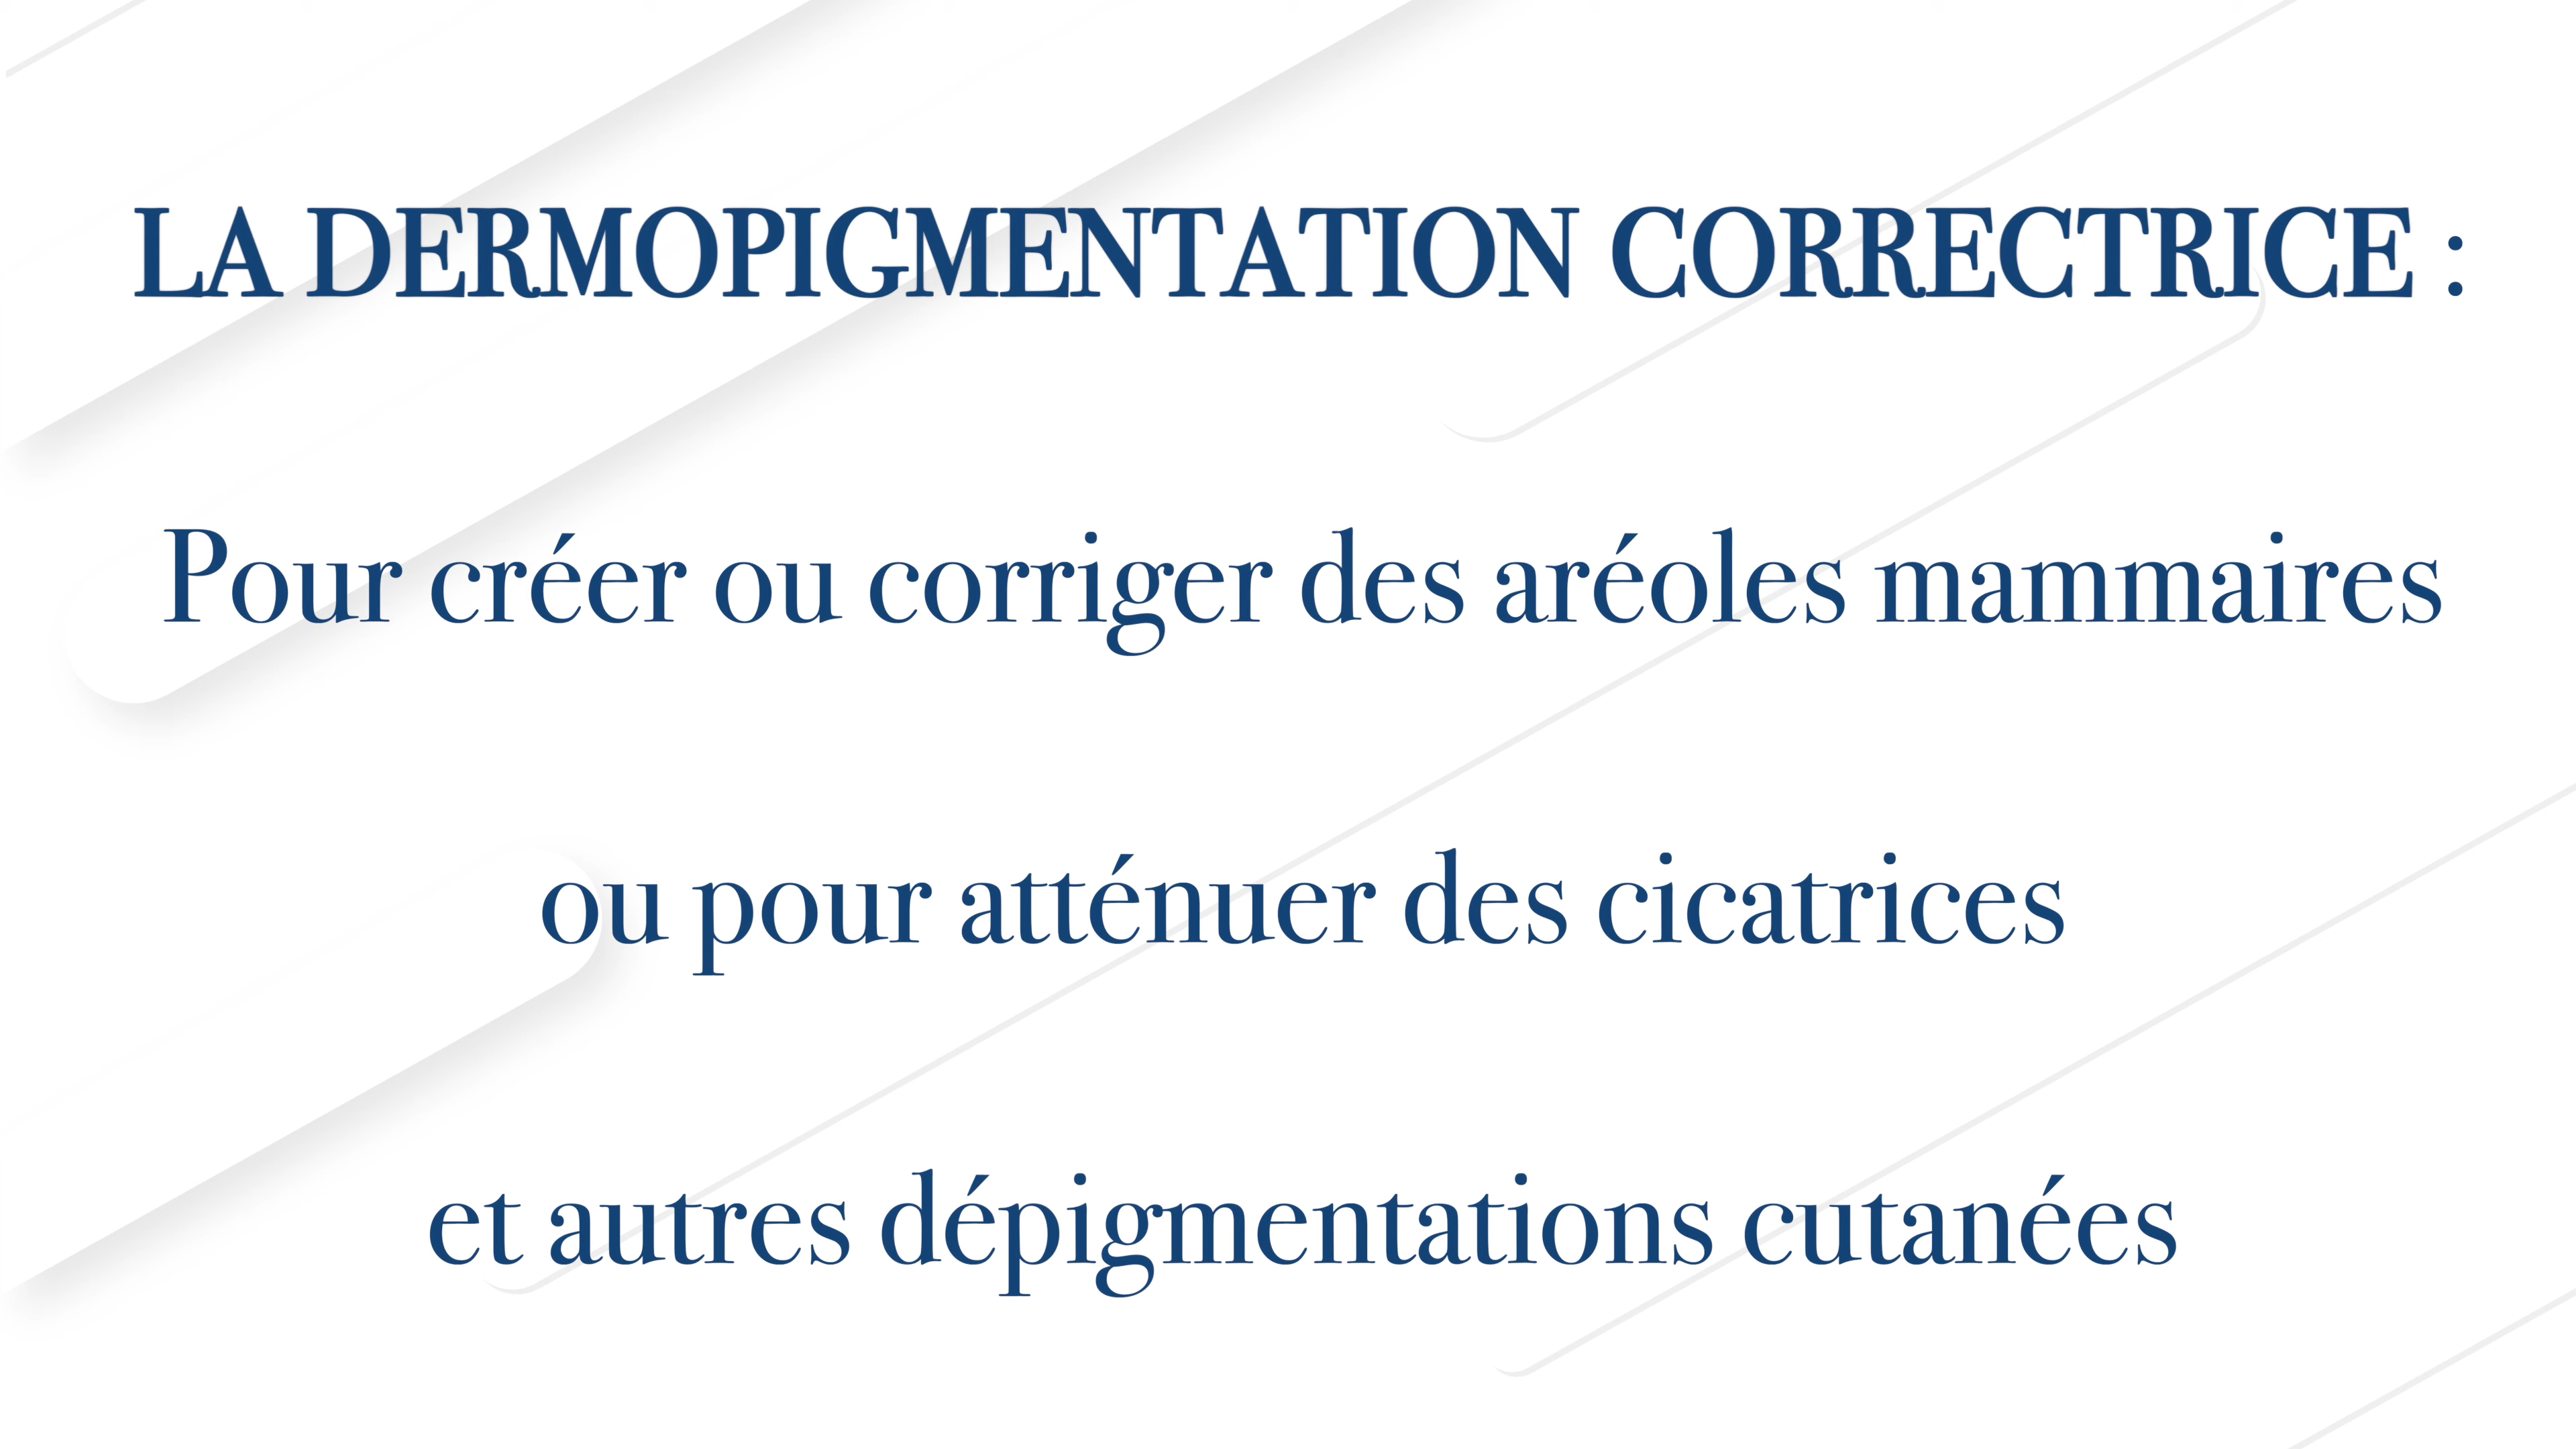 LA DERMOPIGMENTATION CORRECTRICE :
Pour créer ou corriger des aréoles mammaires
ou pour atténuer des cicatrices
et autres dépigmentations cutanées